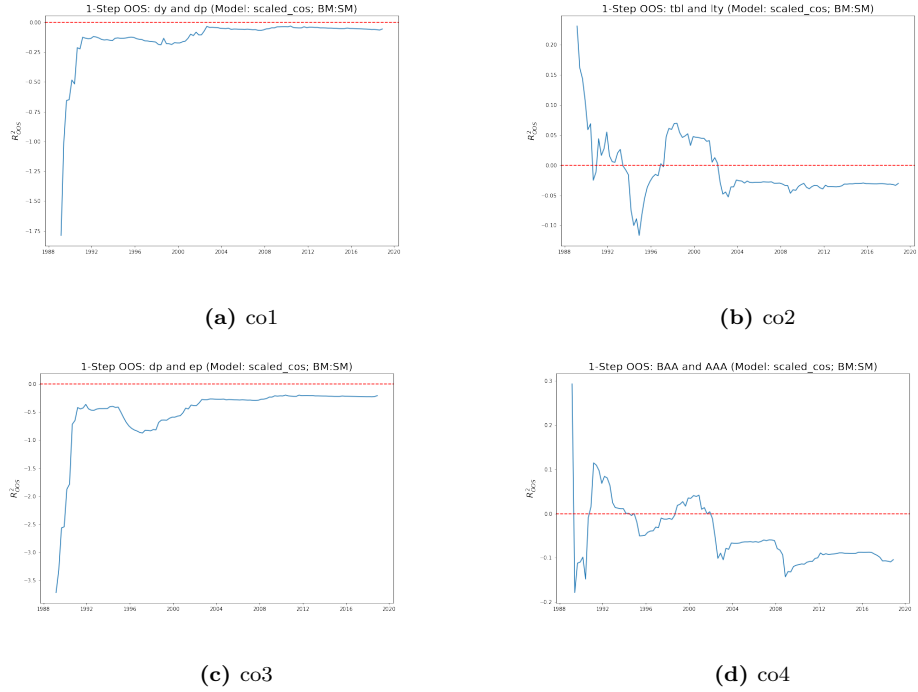 1-Step OOS: dy and dp (Model: scaled_cos; BM:SM)
0.00
−0.25
−0.50
−0.75
−1.00
−1.25
−1.50
−1.75
R²OOS
1988 1992 1996 2000 2004 2008 2012 2016 2020
(a) co1
1-Step OOS: tbl and lty (Model: scaled_cos; BM:SM)
0.20
0.15
0.10
0.05
0.00
−0.05
−0.10
R²OOS
1988 1992 1996 2000 2004 2008 2012 2016 2020
(b) co2
1-Step OOS: dp and ep (Model: scaled_cos; BM:SM)
0.0
−0.5
−1.0
−1.5
−2.0
−2.5
−3.0
−3.5
R²OOS
1988 1992 1996 2000 2004 2008 2012 2016 2020
(c) co3
1-Step OOS: BAA and AAA (Model: scaled_cos; BM:SM)
0.3
0.2
0.1
0.0
−0.1
−0.2
R²OOS
1988 1992 1996 2000 2004 2008 2012 2016 2020
(d) co4